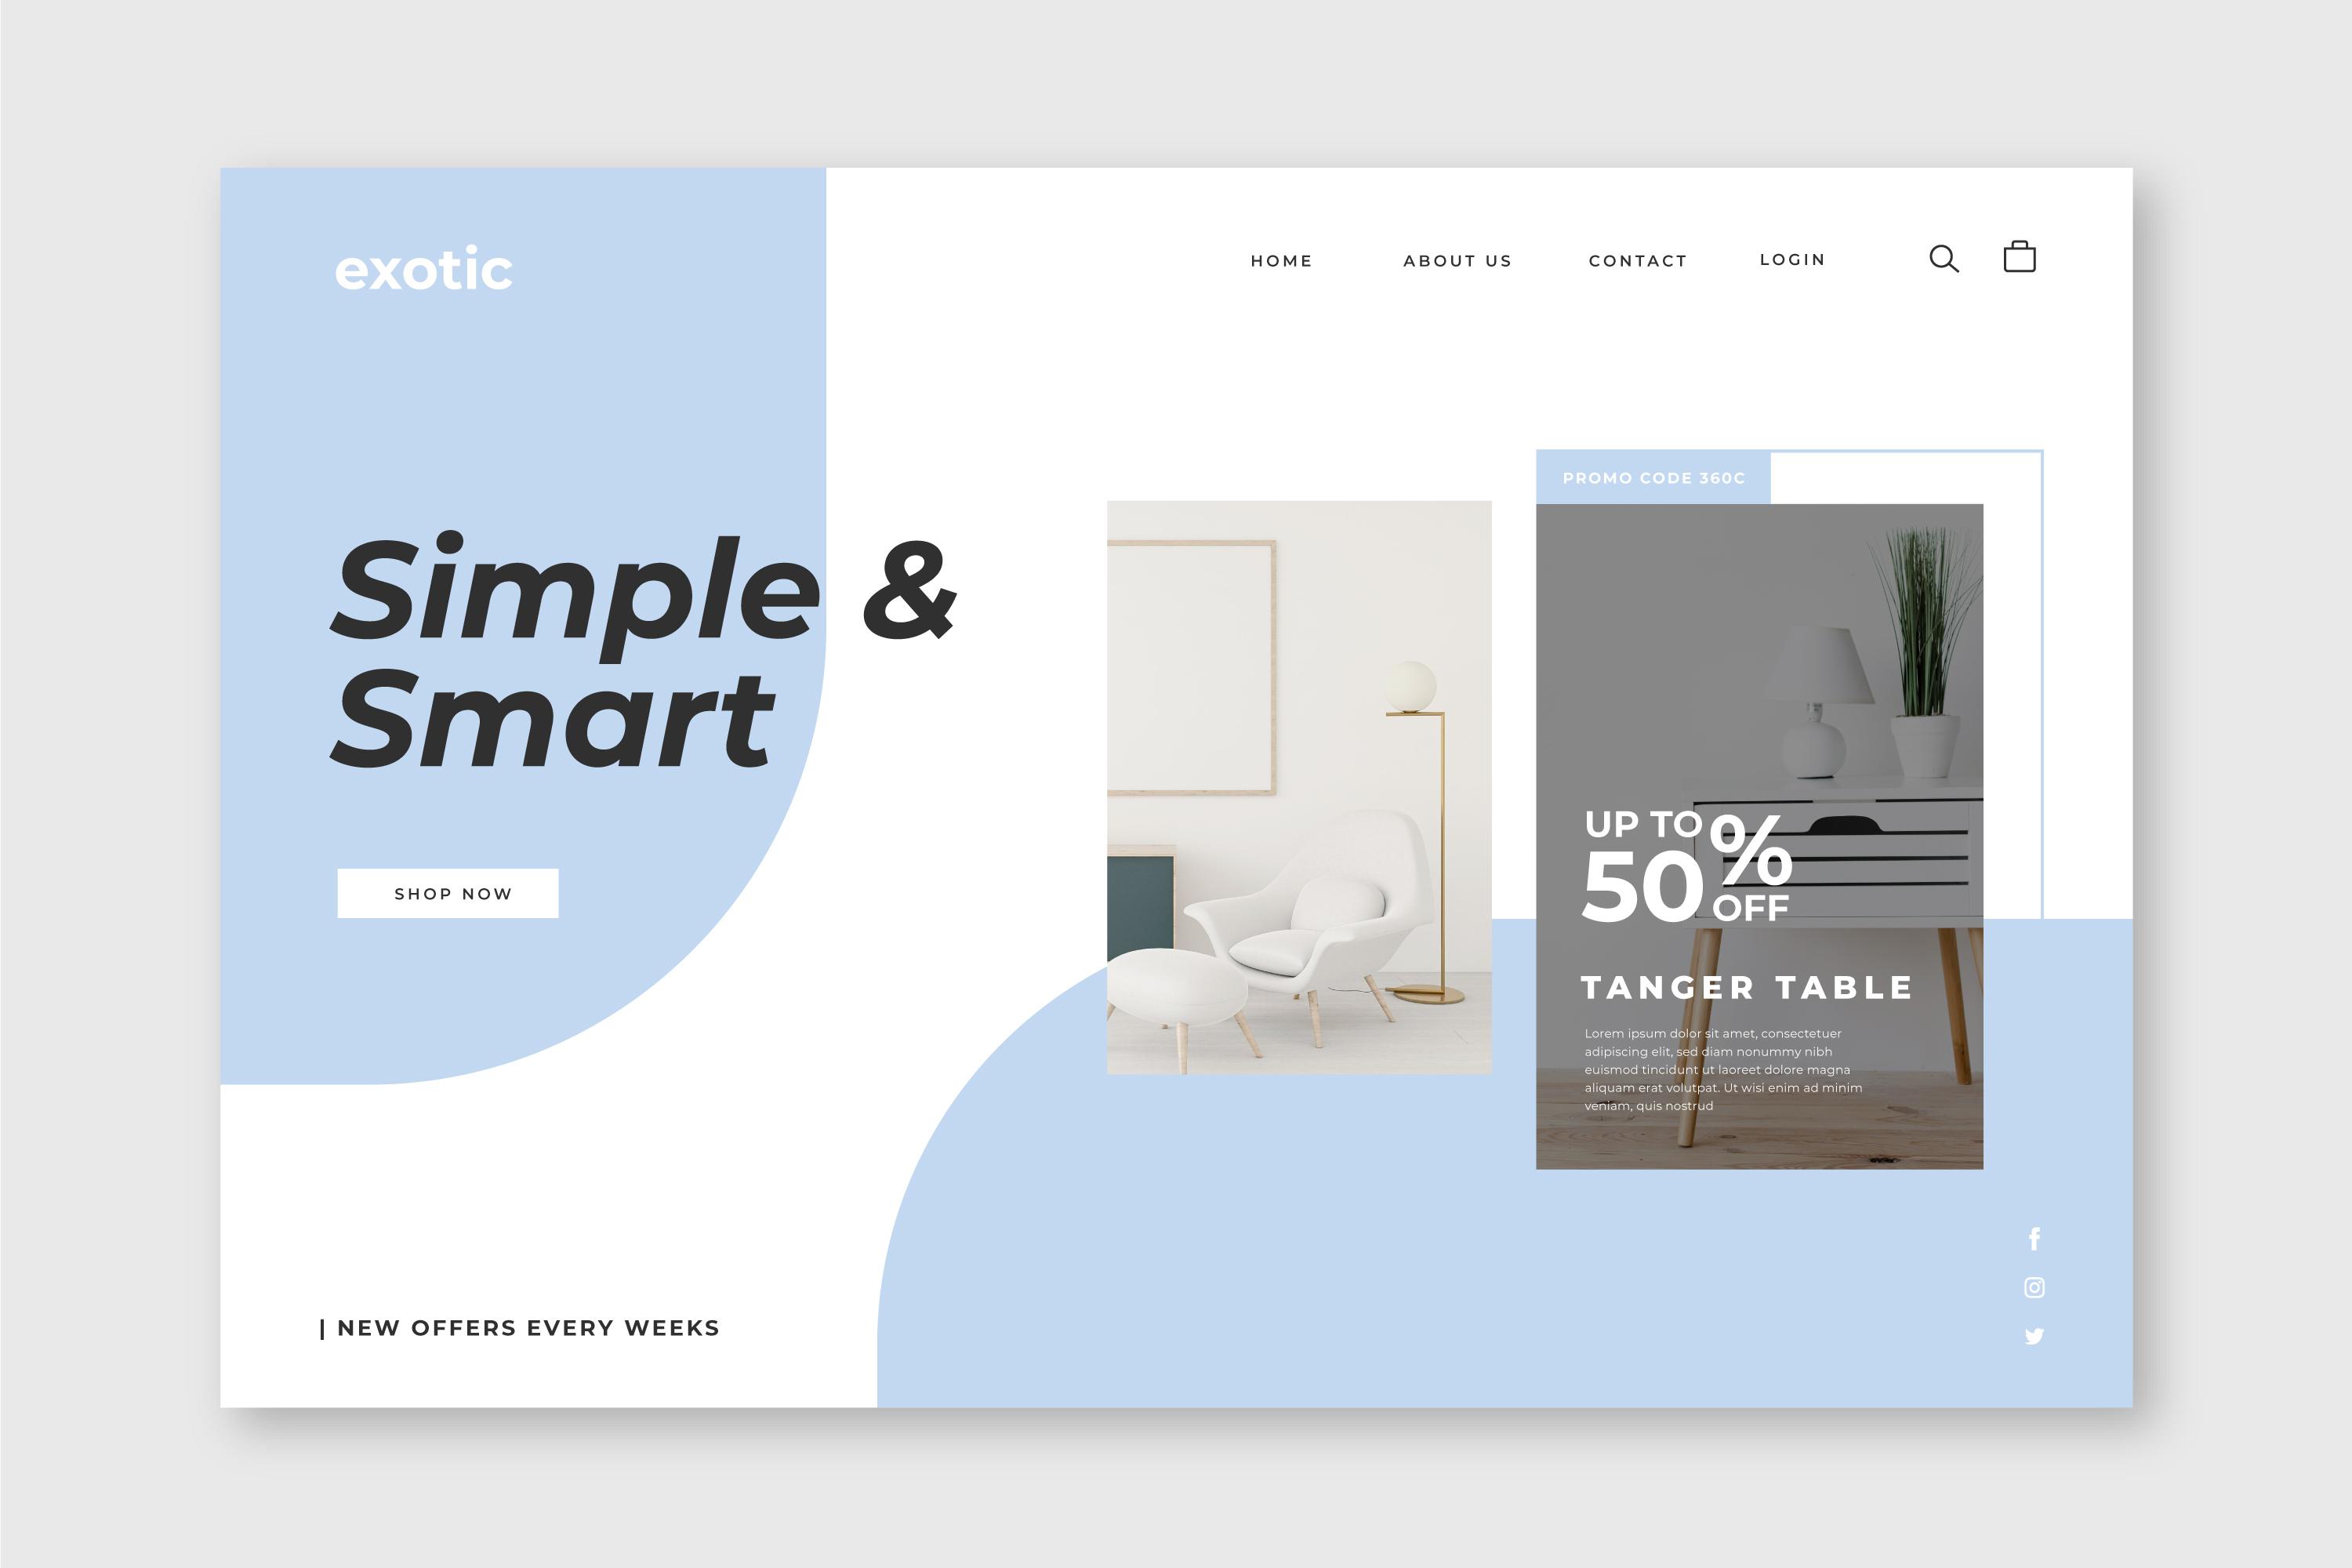 exotic
HOME ABOUT US CONTACT LOGIN
Simple &
Smart
SHOP NOW
PROMO CODE 360C
UP TO
50%
OFF
TANGER TABLE
Lorem ipsum dolor sit amet, consectetuer
adipiscing elit, sed diam nonummy nibh
euismod tincidunt ut laoreet dolore magna
aliquam erat volutpat. Ut wisi enim ad minim
veniam, quis nostrud
| NEW OFFERS EVERY WEEKS